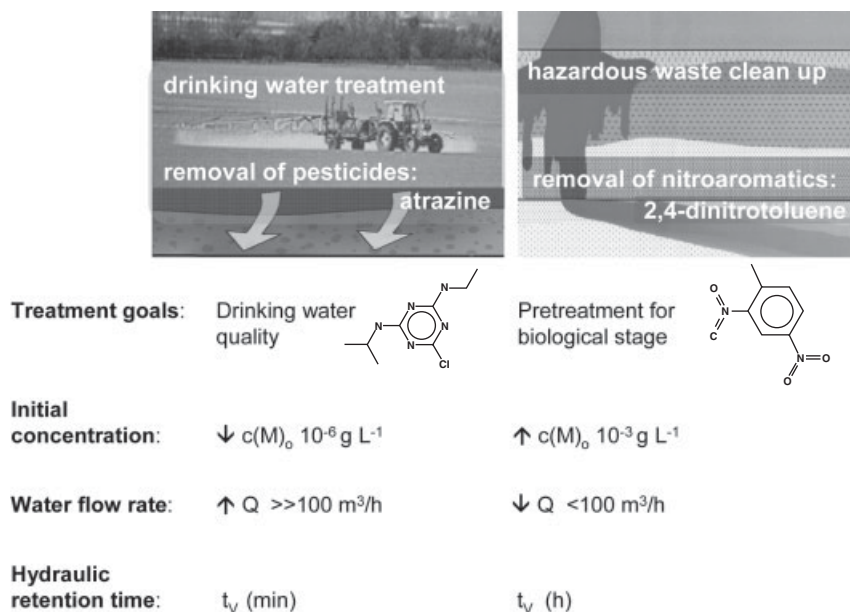 drinking water treatment
removal of pesticides:
atrazine
hazardous waste clean up
removal of nitroaromatics:
2,4-dinitrotoluene
Treatment goals: Drinking water quality
Pretreatment for biological stage
N
N
N
N
N
Cl
O
N
C
N
O
O
Initial concentration: ↓ c(M)ₒ 10⁻⁶ g L⁻¹ ↑ c(M)ₒ 10⁻³ g L⁻¹
Water flow rate: ↑ Q >>100 m³/h ↓ Q <100 m³/h
Hydraulic retention time: tᵥ (min) tᵥ (h)